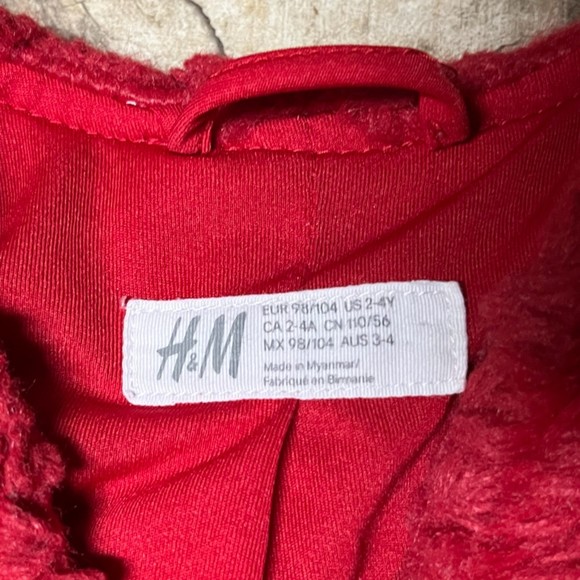 H&M
EUR 98/104 US 2-4Y
CA 2-4A CN 110/56
MX 98/104 AUS 3-4
Made in Myanmar/
Fabriqué en Birmanie